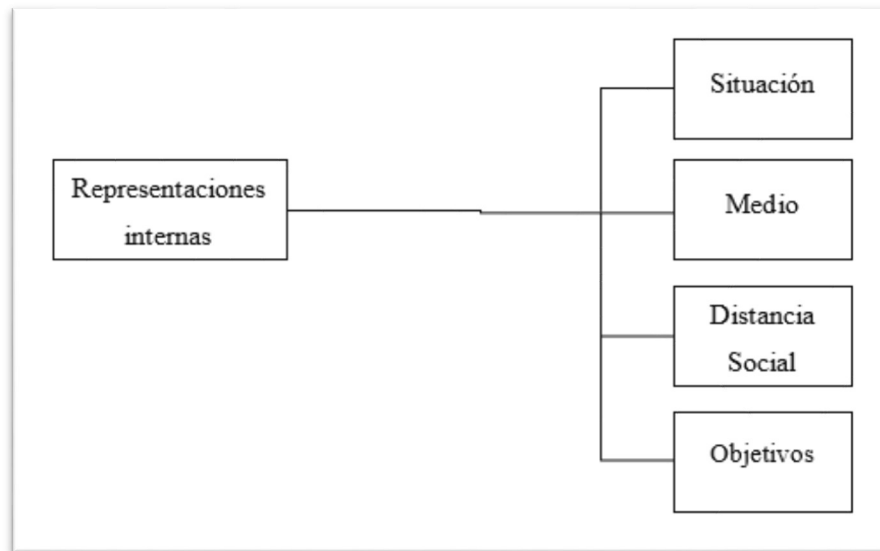 Situación
Representaciones
internas
Medio
Distancia
Social
Objetivos